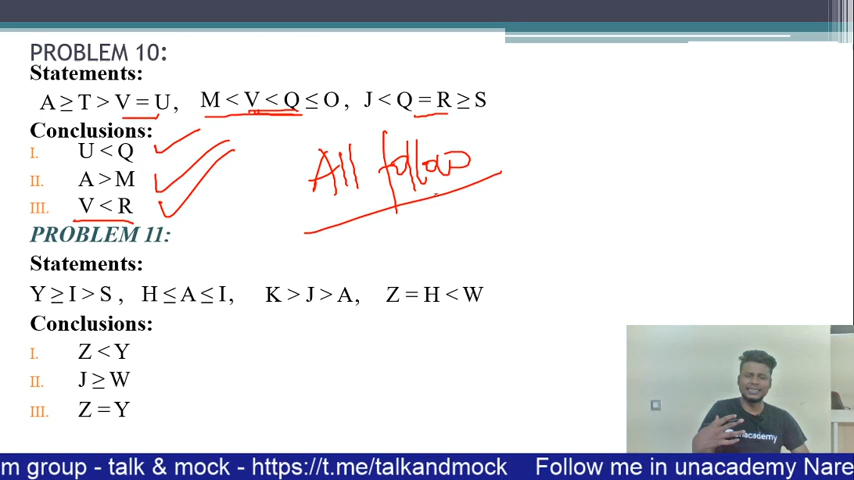 PROBLEM 10:
Statements:
A ≥ T > V = U, M < V < Q ≤ O, J < Q = R ≥ S
Conclusions:
I. U < Q
II. A > M
III. V < R
All follow
PROBLEM 11:
Statements:
Y ≥ I > S, H ≤ A ≤ I, K > J > A, Z = H < W
Conclusions:
I. Z < Y
II. J ≥ W
III. Z = Y
unacademy
m group - talk & mock - https://t.me/talkandmock Follow me in unacademy Nare